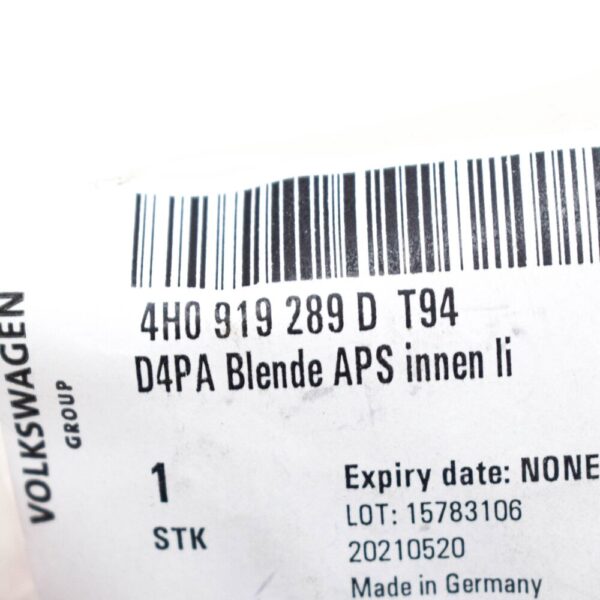 4H0 919 289 D T94
D4PA Blende APS innen li
VOLKSWAGEN
GROUP
1
STK
Expiry date: NONE
LOT: 15783106
20210520
Made in Germany